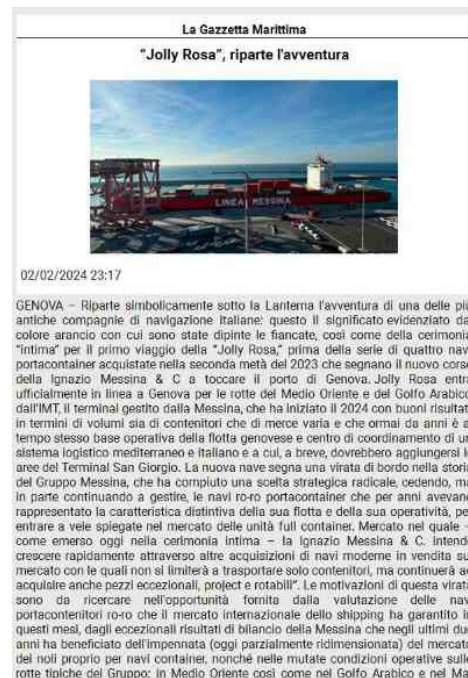 La Gazzetta Marittima
“Jolly Rosa”, riparte l’avventura
LINEA MESSINA
02/02/2024 23:17
GENOVA – Riparte simbolicamente sotto la Lanterna l'avventura di una delle più
antiche compagnie di navigazione italiane: questo il significato evidenziato dal
colore arancio con cui sono state dipinte le fiancate, così come della cerimonia
“intima” per il primo viaggio della “Jolly Rosa,” prima della serie di quattro navi
portacontainer acquistate nella seconda metà del 2023 che segnano il nuovo corso
della Ignazio Messina & C a toccare il porto di Genova. Jolly Rosa entra
ufficialmente in linea a Genova per le rotte del Medio Oriente e del Golfo Arabico
dall'IMT, il terminal gestito dalla Messina, che ha iniziato il 2024 con buoni risultati
in termini di volumi sia di contenitori che di merce varia e che ormai da anni è al
tempo stesso base operativa della flotta genovese e centro di coordinamento di un
sistema logistico mediterraneo e italiano e a cui, a breve, dovrebbero aggiungersi le
aree del Terminal San Giorgio. La nuova nave segna una virata di bordo nella storia
del Gruppo Messina, che ha compiuto una scelta strategica radicale, cedendo, ma
in parte continuando a gestire, le navi ro-ro portacontainer che per anni avevano
rappresentato la caratteristica distintiva della sua flotta e della sua operatività, per
entrare a vele spiegate nel mercato delle unità full container. Mercato nel quale –
come emerso oggi nella cerimonia intima – la Ignazio Messina & C. intende
crescere rapidamente attraverso altre acquisizioni di navi moderne in vendita sul
mercato con le quali non si limiterà a trasportare solo contenitori, ma continuerà ad
acquisire anche pezzi eccezionali, project e rotabili”. Le motivazioni di questa virata
sono da ricercare nell'opportunità fornita dalla valutazione delle navi
portacontenitori ro-ro che il mercato internazionale dello shipping ha garantito in
questi mesi, dagli eccezionali risultati di bilancio della Messina che negli ultimi due
anni ha beneficiato dell'impennata (oggi parzialmente ridimensionata) del mercato
dei noli proprio per navi container, nonché nelle mutate condizioni operative sulle
rotte tipiche del Gruppo: in Medio Oriente così come nel Golfo Arabico e nel Mar